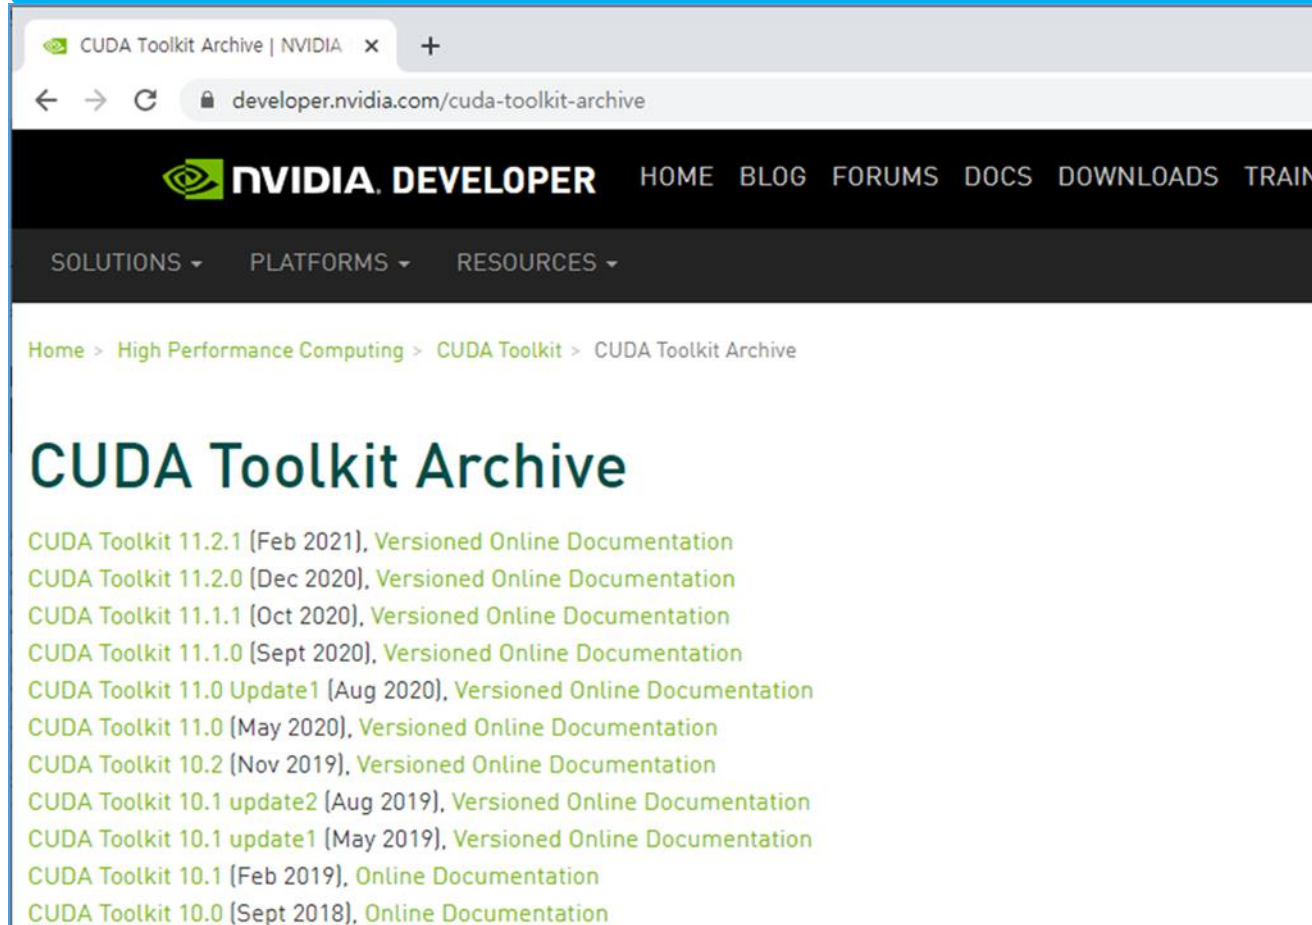 CUDA Toolkit Archive | NVIDIA
developer.nvidia.com/cuda-toolkit-archive
NVIDIA. DEVELOPER HOME BLOG FORUMS DOCS DOWNLOADS TRAIN
SOLUTIONS PLATFORMS RESOURCES
Home > High Performance Computing > CUDA Toolkit > CUDA Toolkit Archive
CUDA Toolkit Archive
CUDA Toolkit 11.2.1 (Feb 2021), Versioned Online Documentation
CUDA Toolkit 11.2.0 (Dec 2020), Versioned Online Documentation
CUDA Toolkit 11.1.1 (Oct 2020), Versioned Online Documentation
CUDA Toolkit 11.1.0 (Sept 2020), Versioned Online Documentation
CUDA Toolkit 11.0 Update1 (Aug 2020), Versioned Online Documentation
CUDA Toolkit 11.0 (May 2020), Versioned Online Documentation
CUDA Toolkit 10.2 (Nov 2019), Versioned Online Documentation
CUDA Toolkit 10.1 update2 (Aug 2019), Versioned Online Documentation
CUDA Toolkit 10.1 update1 (May 2019), Versioned Online Documentation
CUDA Toolkit 10.1 (Feb 2019), Online Documentation
CUDA Toolkit 10.0 (Sept 2018), Online Documentation